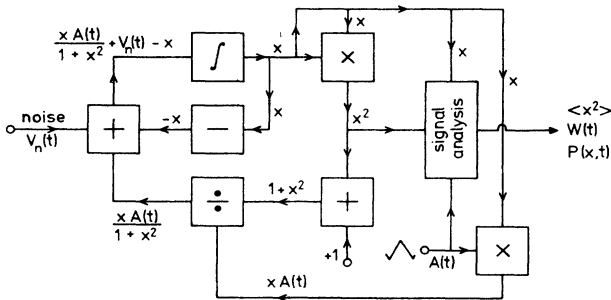 x A(t) / 1 + x² + Vn(t) − x
∫
x
×
x
x
x
x
<x²>
W(t)
P(x,t)
noise
Vn(t)
+
−x
−
x²
signal analysis
÷
1 + x²
+
x A(t) / 1 + x²
+1
A(t)
×
x A(t)